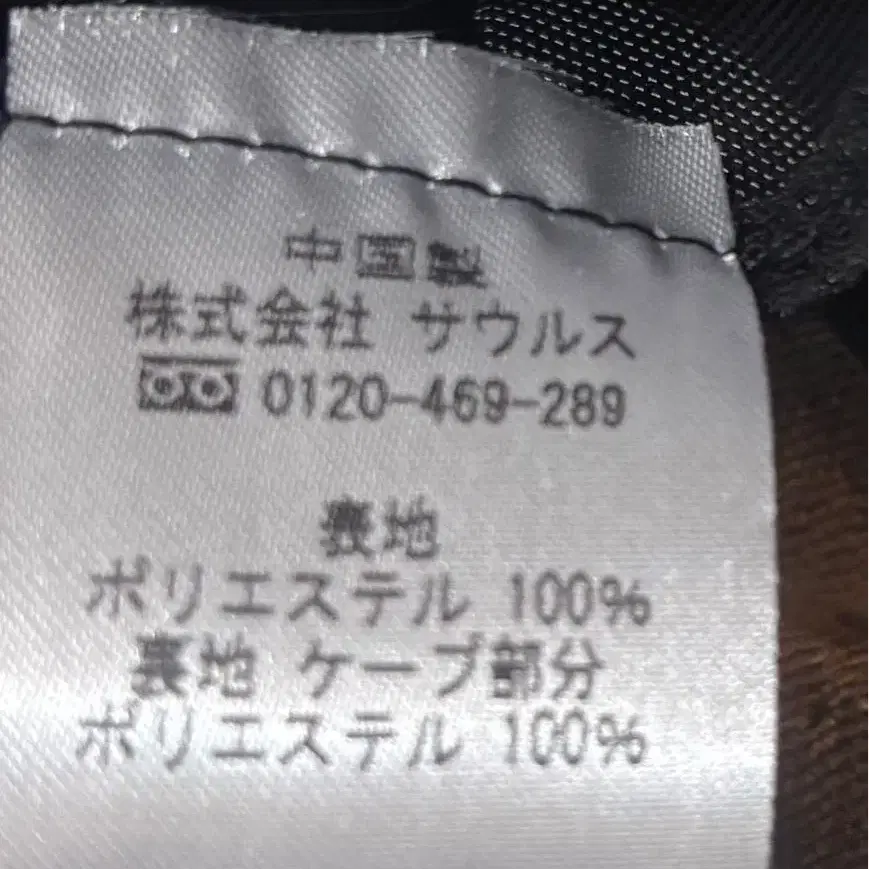 中国製
株式会社 サウルス
0120-469-289
表地
ポリエステル 100%
裏地 ケープ部分
ポリエステル 100%